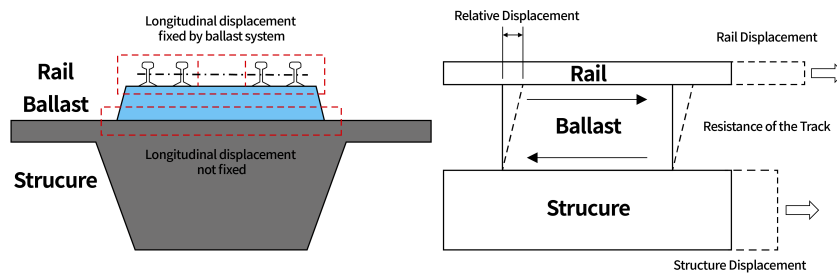 Longitudinal displacement
fixed by ballast system
Rail
Ballast
Longitudinal displacement
not fixed
Strucure
Relative Displacement
Rail Displacement
Rail
Ballast
Resistance of the Track
Strucure
Structure Displacement